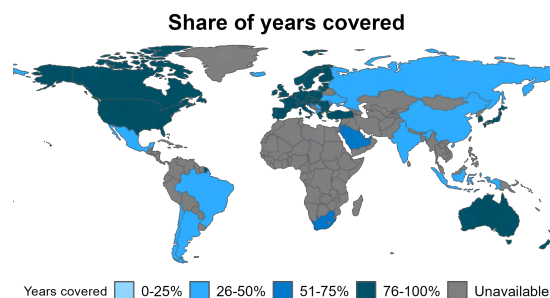 Share of years covered
Years covered 0-25% 26-50% 51-75% 76-100% Unavailable